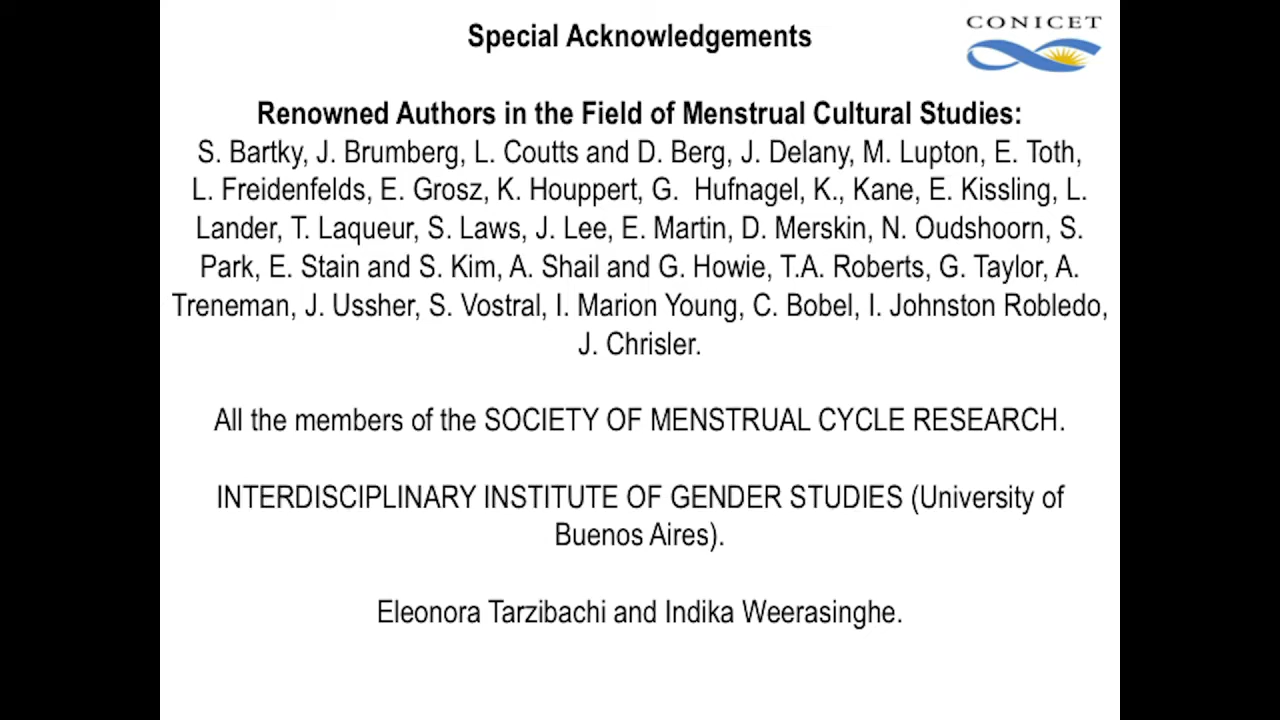 Special Acknowledgements
CONICET
Renowned Authors in the Field of Menstrual Cultural Studies:
S. Bartky, J. Brumberg, L. Coutts and D. Berg, J. Delany, M. Lupton, E. Toth,
L. Freidenfelds, E. Grosz, K. Houppert, G.  Hufnagel, K., Kane, E. Kissling, L.
Lander, T. Laqueur, S. Laws, J. Lee, E. Martin, D. Merskin, N. Oudshoorn, S.
Park, E. Stain and S. Kim, A. Shail and G. Howie, T.A. Roberts, G. Taylor, A.
Treneman, J. Ussher, S. Vostral, I. Marion Young, C. Bobel, I. Johnston Robledo,
J. Chrisler.
All the members of the SOCIETY OF MENSTRUAL CYCLE RESEARCH.
INTERDISCIPLINARY INSTITUTE OF GENDER STUDIES (University of
Buenos Aires).
Eleonora Tarzibachi and Indika Weerasinghe.